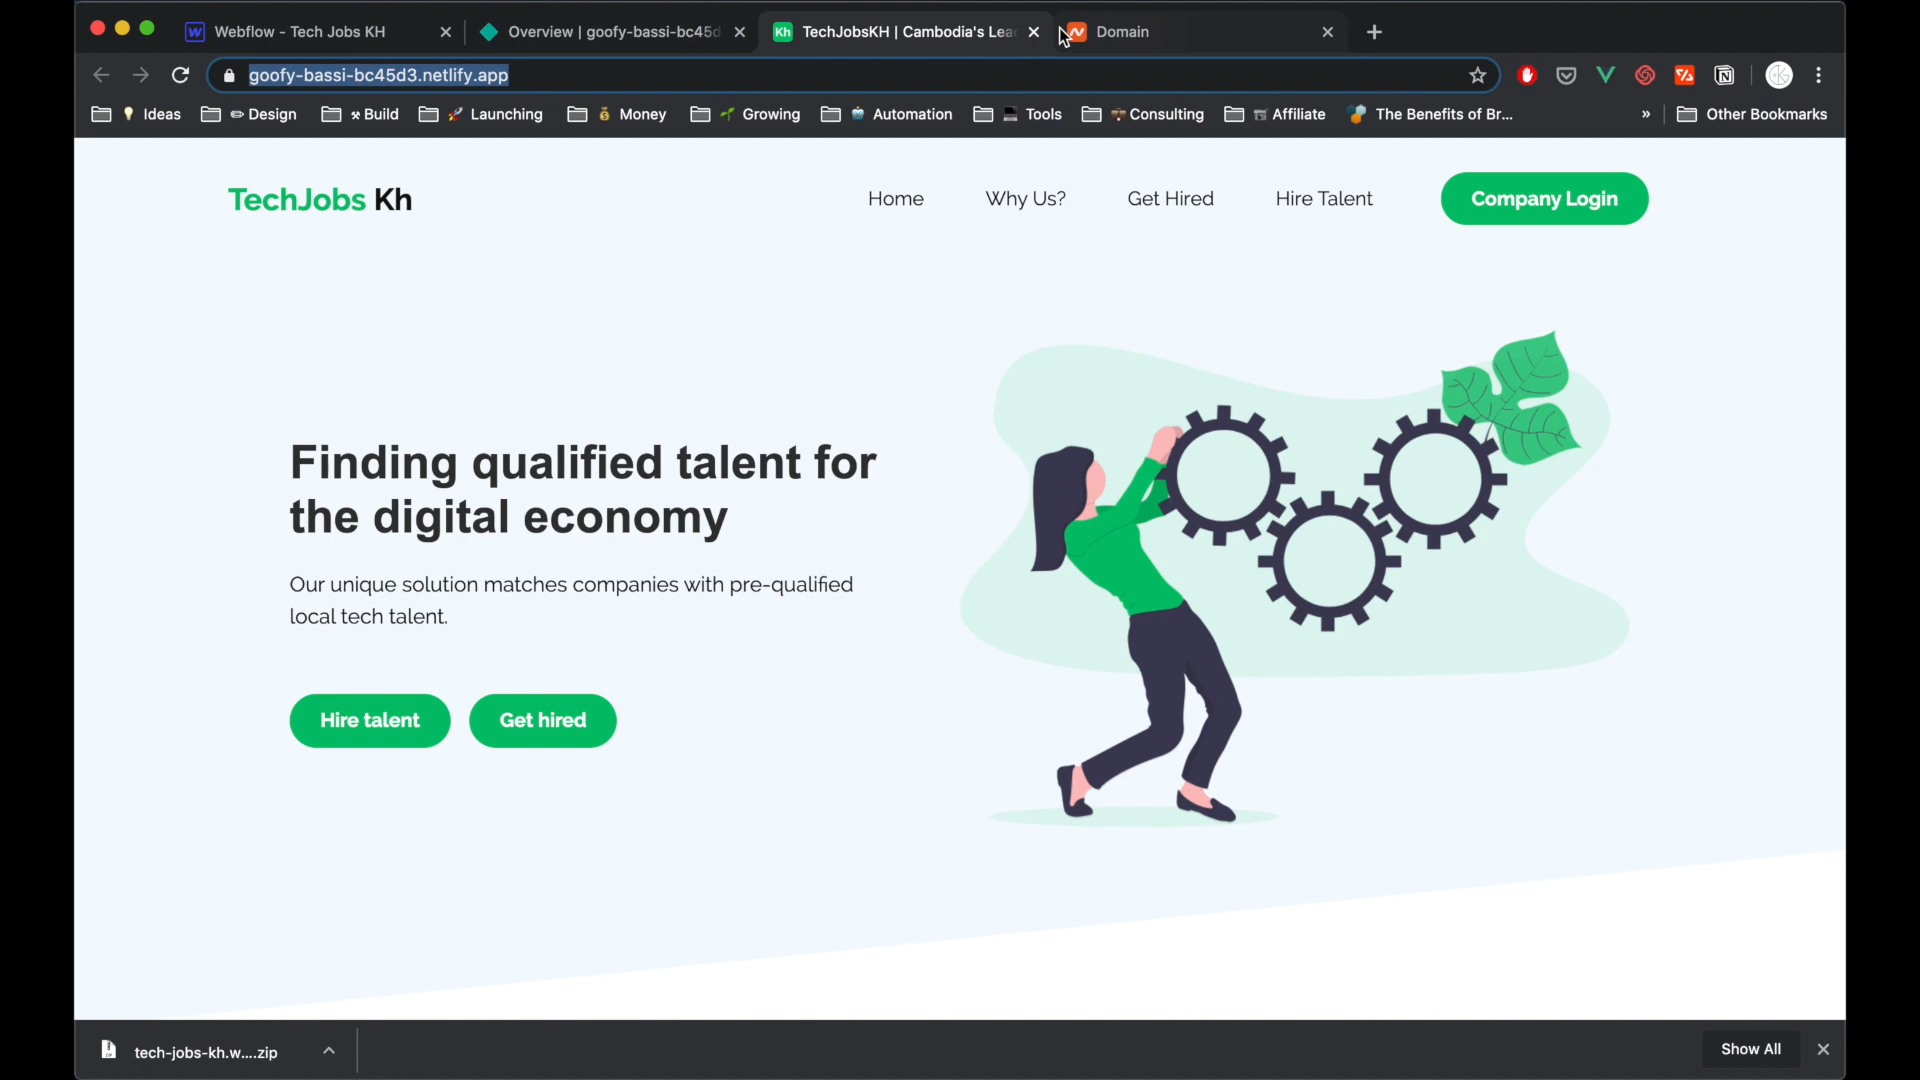 Webflow - Tech Jobs KH
Overview | goofy-bassi-bc45d
Kh TechJobsKH | Cambodia's Lea
Domain
goofy-bassi-bc45d3.netlify.app
Ideas
Design
Build
Launching
Money
Growing
Automation
Tools
Consulting
Affiliate
The Benefits of Br...
»
Other Bookmarks
TechJobs Kh
Home
Why Us?
Get Hired
Hire Talent
Company Login
Finding qualified talent for
the digital economy
Our unique solution matches companies with pre-qualified
local tech talent.
Hire talent
Get hired
tech-jobs-kh.w....zip
Show All